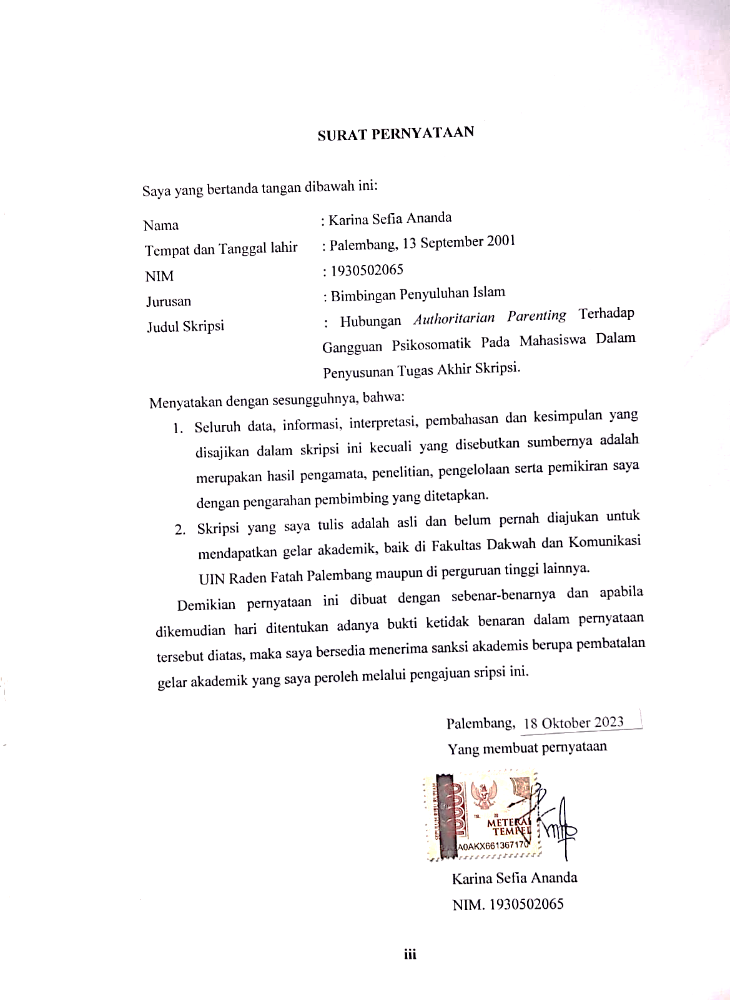 SURAT PERNYATAAN
Saya yang bertanda tangan dibawah ini:
Nama : Karina Sefia Ananda
Tempat dan Tanggal lahir : Palembang, 13 September 2001
NIM : 1930502065
Jurusan : Bimbingan Penyuluhan Islam
Judul Skripsi : Hubungan Authoritarian Parenting Terhadap
Gangguan Psikosomatik Pada Mahasiswa Dalam
Penyusunan Tugas Akhir Skripsi.
Menyatakan dengan sesungguhnya, bahwa:
1. Seluruh data, informasi, interpretasi, pembahasan dan kesimpulan yang
disajikan dalam skripsi ini kecuali yang disebutkan sumbernya adalah
merupakan hasil pengamata, penelitian, pengelolaan serta pemikiran saya
dengan pengarahan pembimbing yang ditetapkan.
2. Skripsi yang saya tulis adalah asli dan belum pernah diajukan untuk
mendapatkan gelar akademik, baik di Fakultas Dakwah dan Komunikasi
UIN Raden Fatah Palembang maupun di perguruan tinggi lainnya.
Demikian pernyataan ini dibuat dengan sebenar-benarnya dan apabila
dikemudian hari ditentukan adanya bukti ketidak benaran dalam pernyataan
tersebut diatas, maka saya bersedia menerima sanksi akademis berupa pembatalan
gelar akademik yang saya peroleh melalui pengajuan sripsi ini.
Palembang, 18 Oktober 2023
Yang membuat pernyataan
SEPULUH RIBU RUPIAH
10000
METERAI
TEMPEL
A0AKX661367170
Karina Sefia Ananda
NIM. 1930502065
iii